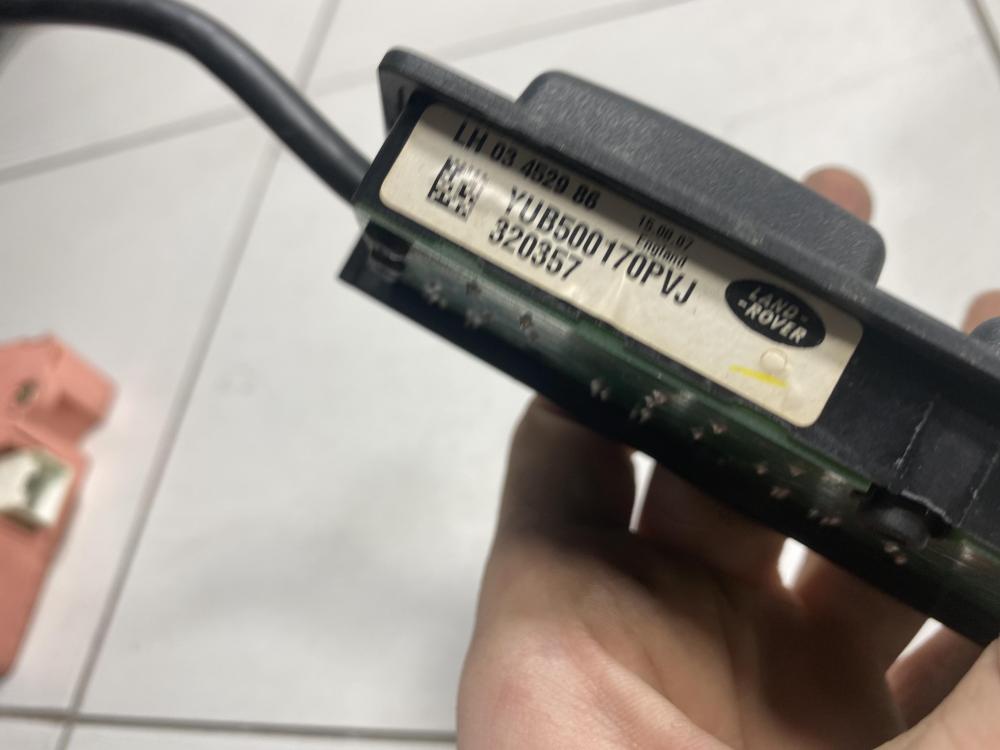 LH 03 4529 86
15.08.07
England
YUB500170PVJ
320357
LAND-
-ROVER